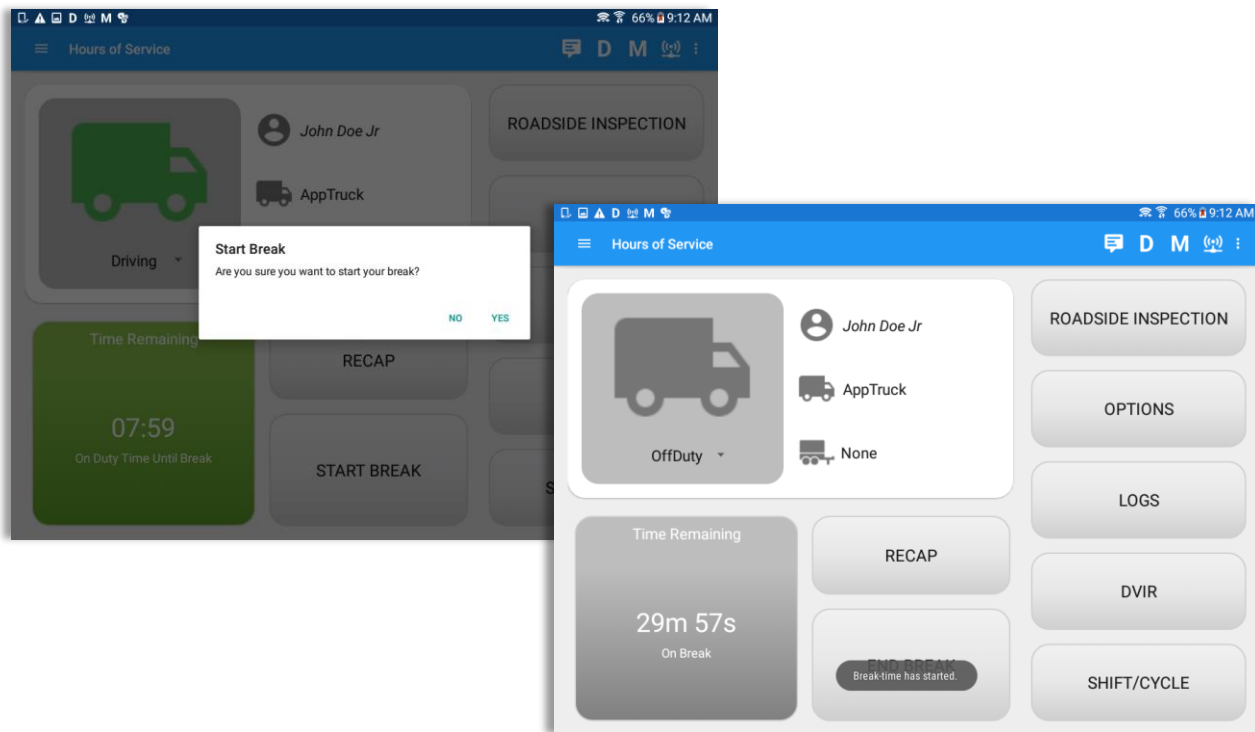 D M 66% 9:12 AM
Hours of Service D M
John Doe Jr
ROADSIDE INSPECTION
AppTruck
Driving
Start Break
Are you sure you want to start your break?
NO YES
Time Remaining
07:59
On Duty Time Until Break
RECAP
START BREAK
S
D M 66% 9:12 AM
Hours of Service D M
John Doe Jr
AppTruck
None
OffDuty
ROADSIDE INSPECTION
OPTIONS
LOGS
DVIR
SHIFT/CYCLE
Time Remaining
29m 57s
On Break
RECAP
END BREAK
Break-time has started.